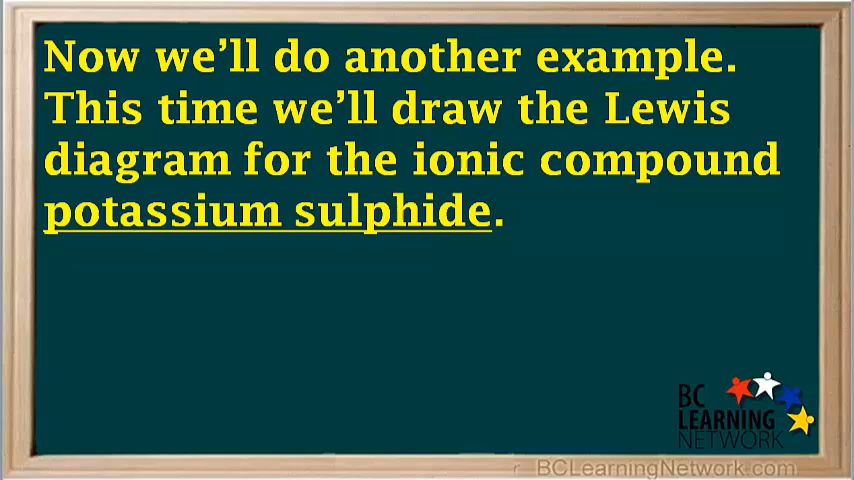 Now we'll do another example.
This time we'll draw the Lewis
diagram for the ionic compound
potassium sulphide.
BC
LEARNING
NETWORK
BCLearningNetwork.com